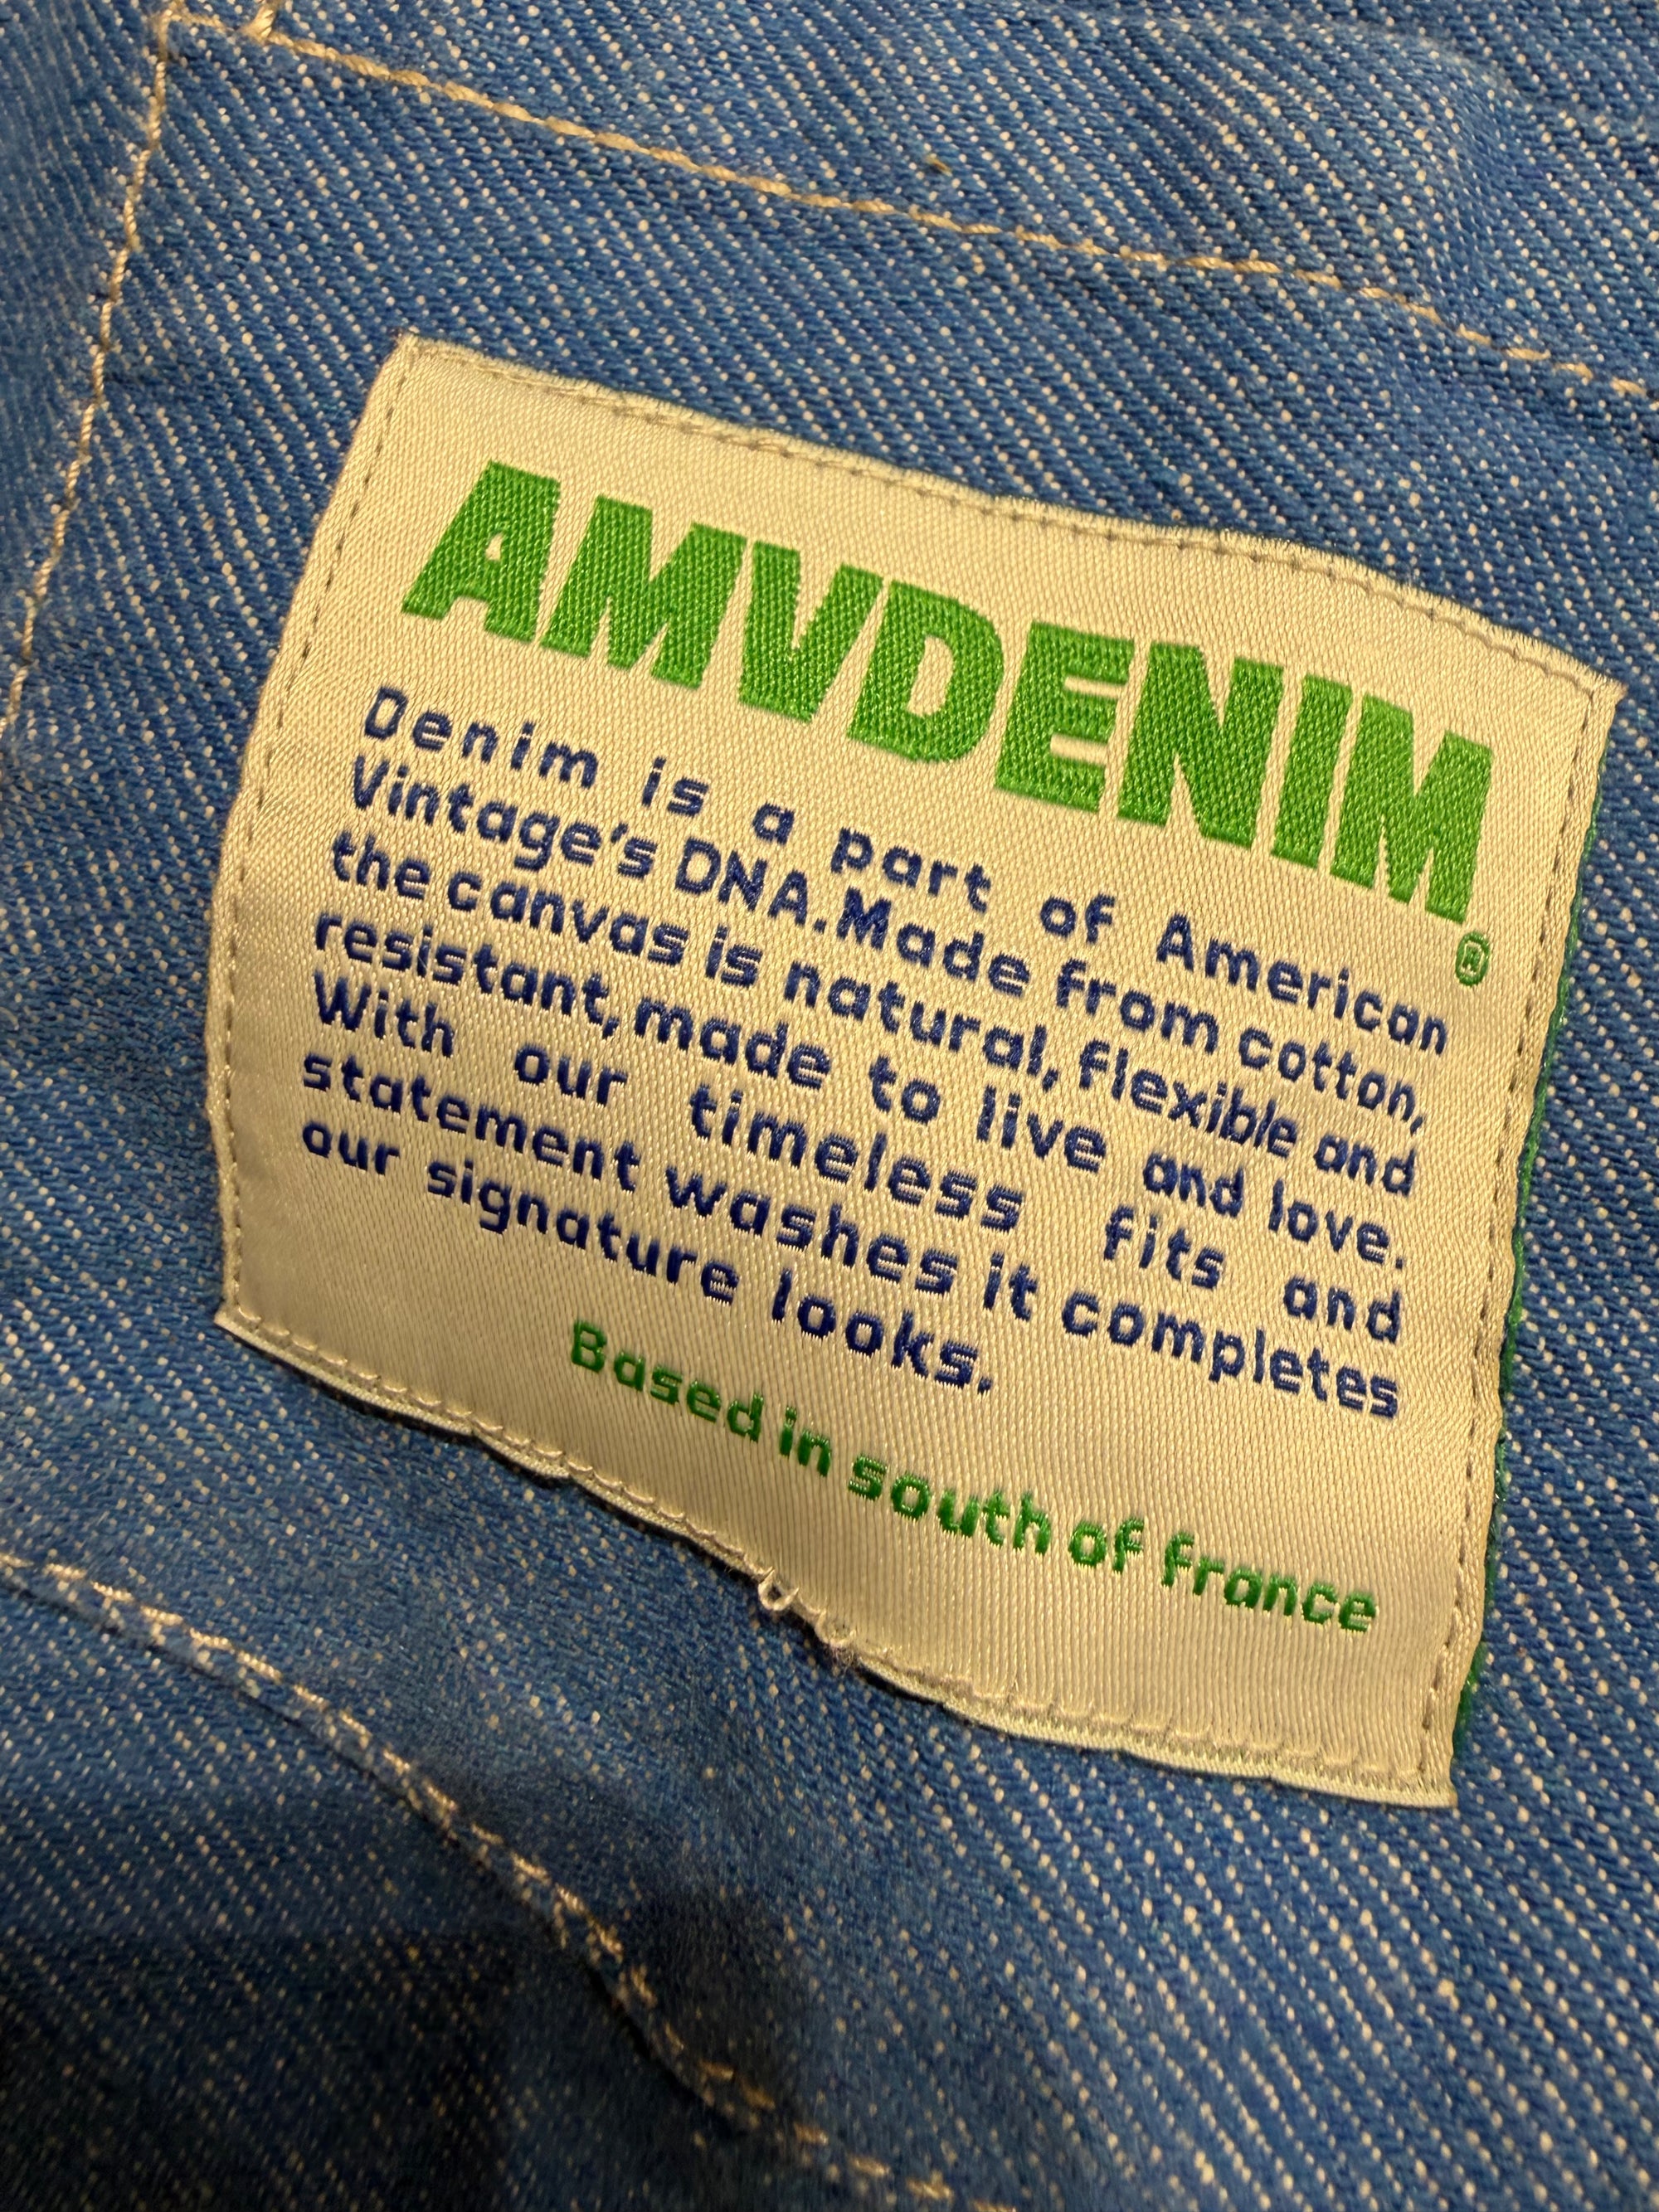 AMVDENIM
®
Denim is a part of American
Vintage's DNA.Made from cotton,
the canvas is natural, flexible and
resistant, made to live and love.
With our timeless fits and
statement washes it completes
our signature looks.
Based in south of france